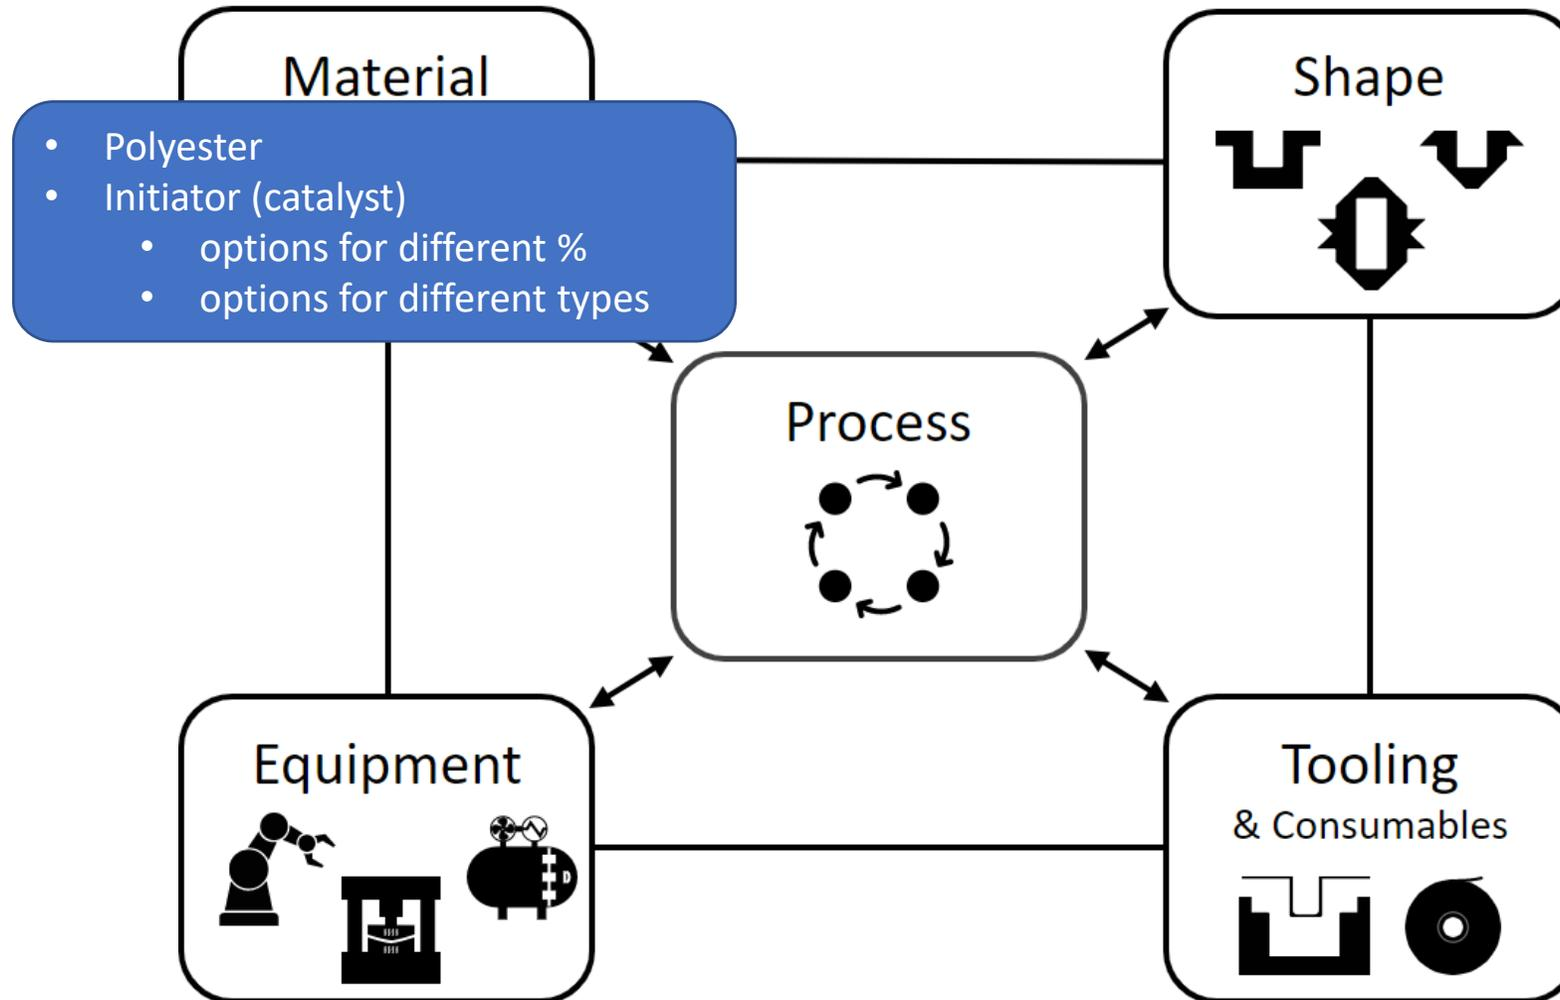 Material
• Polyester
• Initiator (catalyst)
• options for different %
• options for different types
Shape
Process
Equipment
Tooling
& Consumables